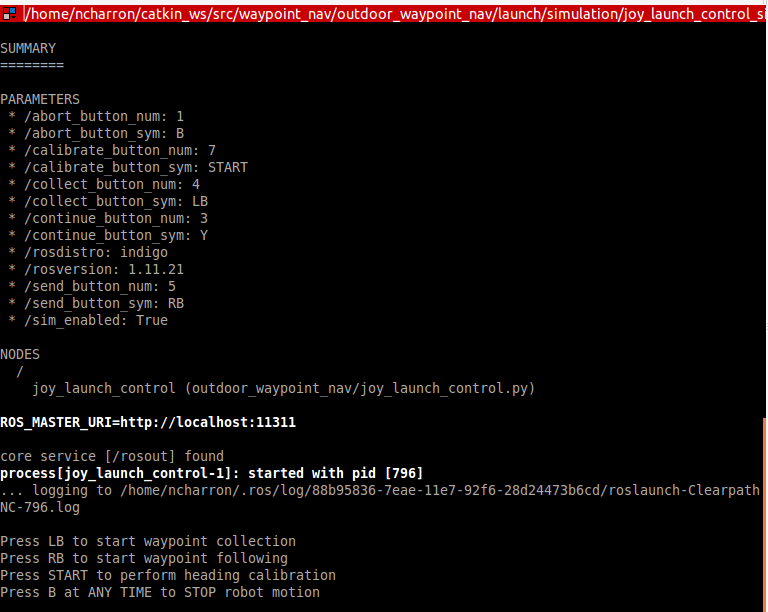 /home/ncharron/catkin_ws/src/waypoint_nav/outdoor_waypoint_nav/launch/simulation/joy_launch_control_si
SUMMARY
========
PARAMETERS
* /abort_button_num: 1
* /abort_button_sym: B
* /calibrate_button_num: 7
* /calibrate_button_sym: START
* /collect_button_num: 4
* /collect_button_sym: LB
* /continue_button_num: 3
* /continue_button_sym: Y
* /rosdistro: indigo
* /rosversion: 1.11.21
* /send_button_num: 5
* /send_button_sym: RB
* /sim_enabled: True
NODES
/
joy_launch_control (outdoor_waypoint_nav/joy_launch_control.py)
ROS_MASTER_URI=http://localhost:11311
core service [/rosout] found
process[joy_launch_control-1]: started with pid [796]
... logging to /home/ncharron/.ros/log/88b95836-7eae-11e7-92f6-28d24473b6cd/roslaunch-Clearpath
NC-796.log
Press LB to start waypoint collection
Press RB to start waypoint following
Press START to perform heading calibration
Press B at ANY TIME to STOP robot motion